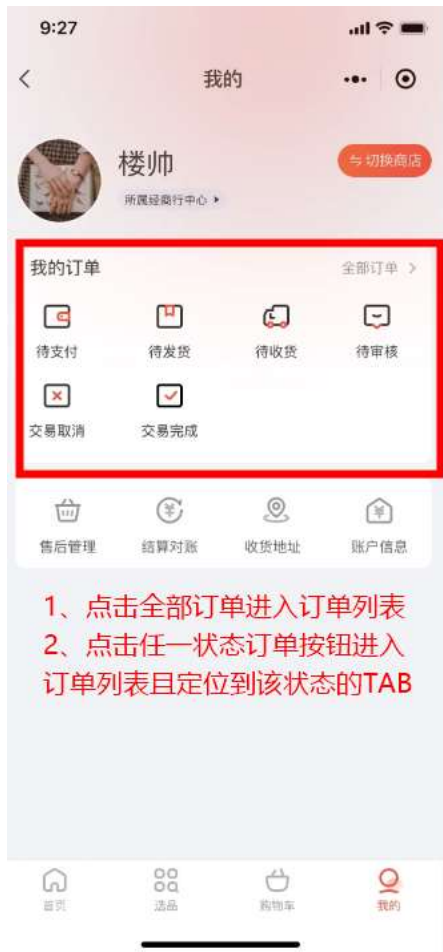 9:27
我的
楼帅
切换商店
所属经商行中心
我的订单
全部订单 >
待支付 待发货 待收货 待审核
交易取消 交易完成
售后管理 结算对账 收货地址 账户信息
1、点击全部订单进入订单列表
2、点击任一状态订单按钮进入
订单列表且定位到该状态的TAB
首页 选品 购物车 我的